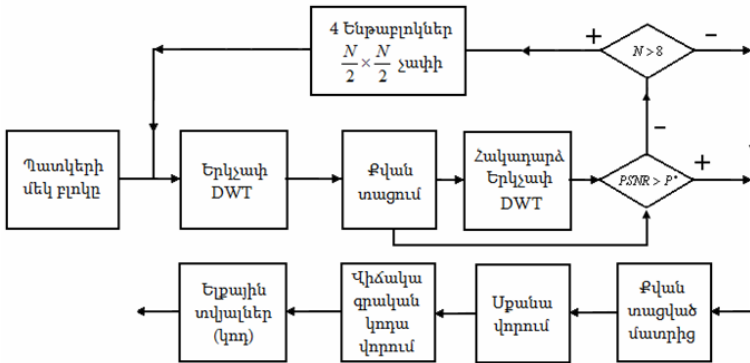 4 Ենթաբլոկներ
N/2 × N/2 չափի
+
N > 8
−
−
Պատկերի
մեկ բլոկը
Երկչափ
DWT
Քվան
տացում
Հակադարձ
Երկչափ
DWT
PSNR > P*
+
Ելքային
տվյալներ
(կոդ)
Վիճակա
գրական
կոդա
վորում
Սքանա
վորում
Քվան
տացված
մատրից